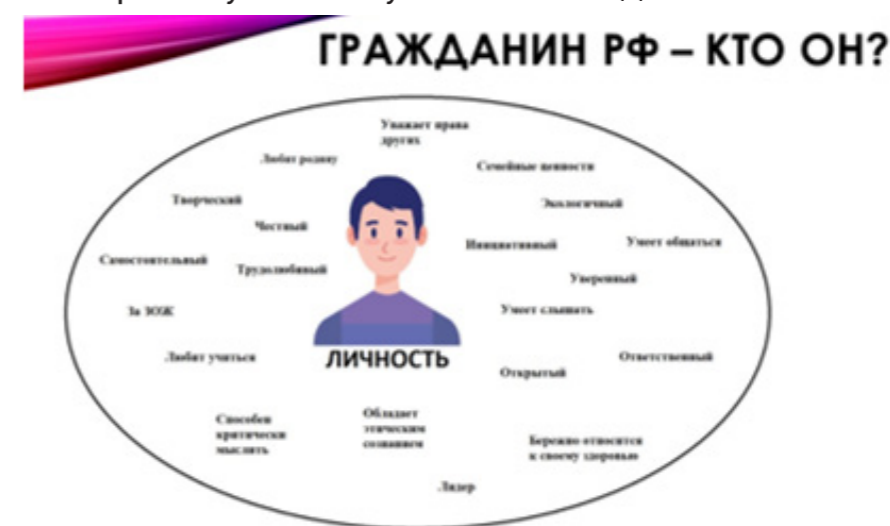 ГРАЖДАНИН РФ – КТО ОН?
Уважает права
других
Любит родину
Семейные ценности
Творческий
Экологичный
Честный
Инициативный
Умеет общаться
Самостоятельный
Трудолюбивый
Уверенный
За ЗОЖ
Умеет слышать
Любит учиться
ЛИЧНОСТЬ
Ответственный
Открытый
Способен
критически
мыслить
Обладает
этическим
сознанием
Бережно относится
к своему здоровью
Лидер